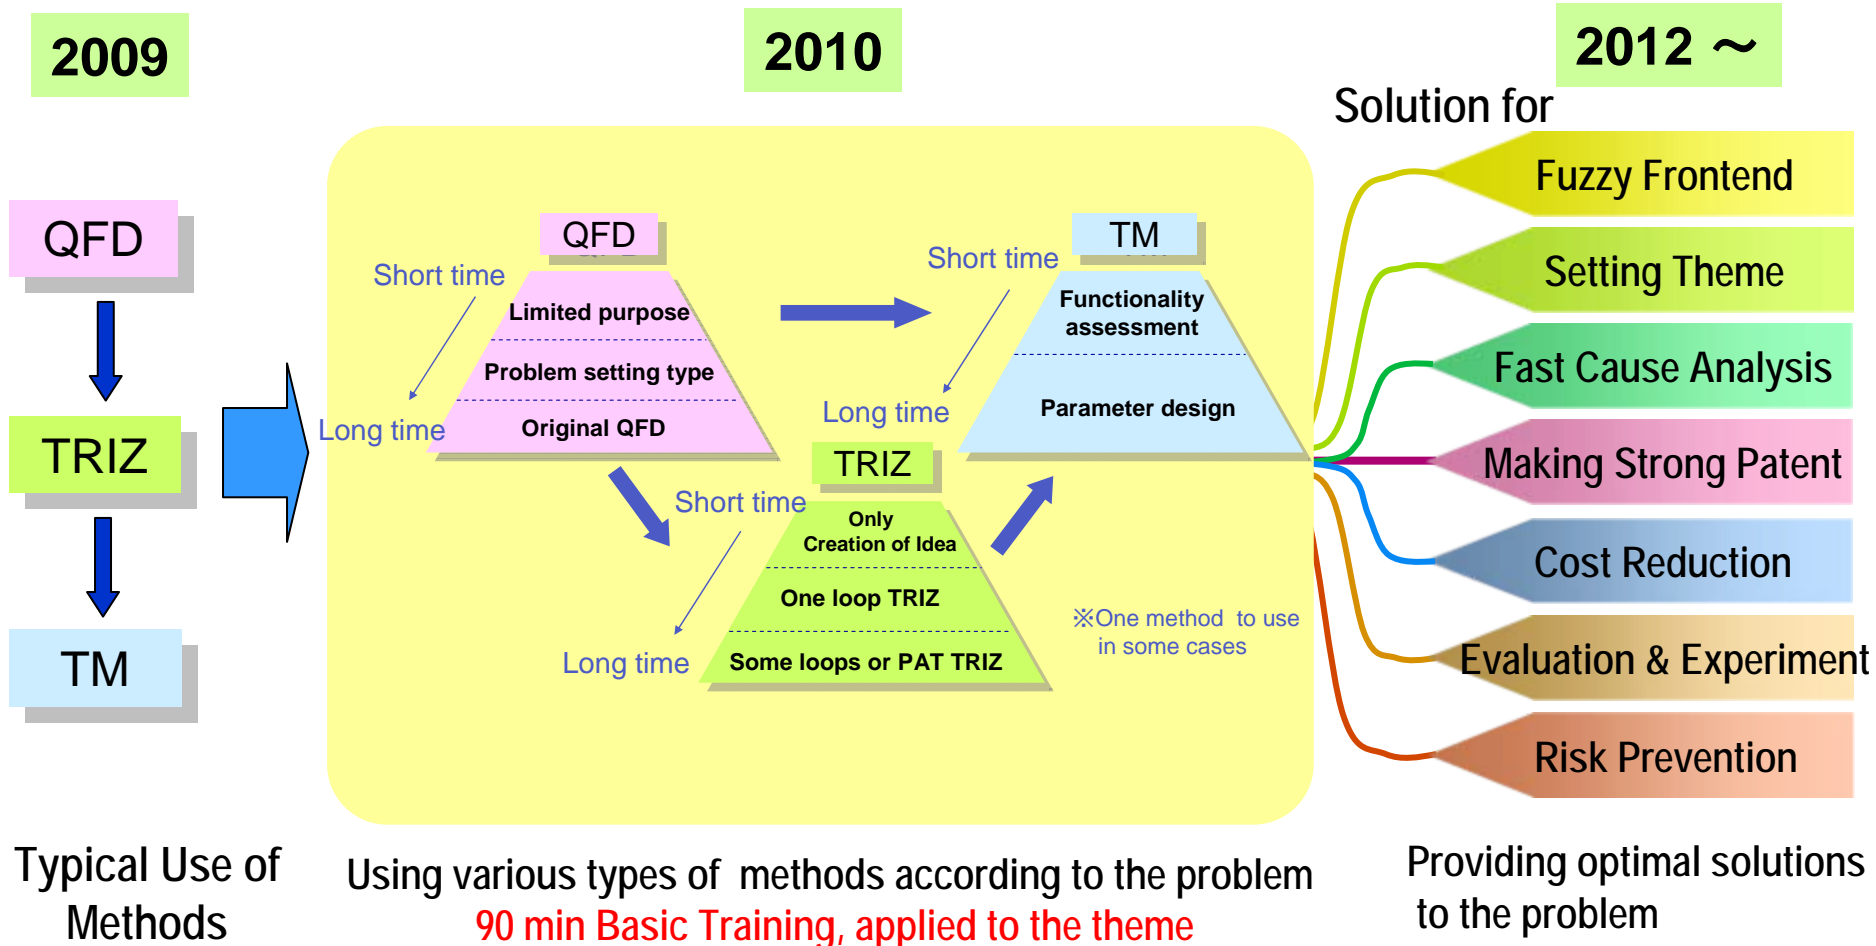 2009
2010
2012 ～
Solution for
QFD
TRIZ
TM
QFD
Short time
Long time
Limited purpose
Problem setting type
Original QFD
TM
Short time
Long time
Functionality
assessment
Parameter design
TRIZ
Short time
Long time
Only
Creation of Idea
One loop TRIZ
Some loops or PAT TRIZ
※One method to use
in some cases
Fuzzy Frontend
Setting Theme
Fast Cause Analysis
Making Strong Patent
Cost Reduction
Evaluation & Experiment
Risk Prevention
Typical Use of
Methods
Using various types of methods according to the problem
90 min Basic Training, applied to the theme
Providing optimal solutions
to the problem